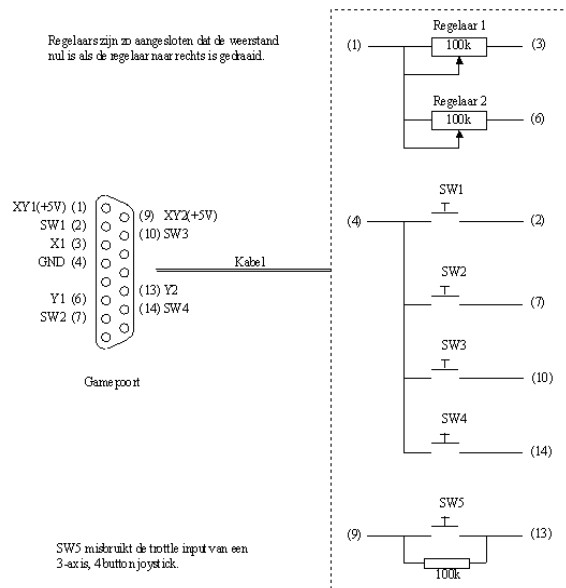 Regelaars zijn zo aangesloten dat de weerstand
nul is als de regelaar naar rechts is gedraaid.
Regelaar 1
(1)
100k
(3)
Regelaar 2
100k
(6)
XY1(+5V) (1)
SW1 (2)
X1 (3)
GND (4)
Y1 (6)
SW2 (7)
(9) XY2(+5V)
(10) SW3
(13) Y2
(14) SW4
Gamepoort
Kabel
SW1
(4)
(2)
SW2
(7)
SW3
(10)
SW4
(14)
SW5
(9)
(13)
100k
SW5 misbruikt de trottle input van een
3-axis, 4 button joystick.